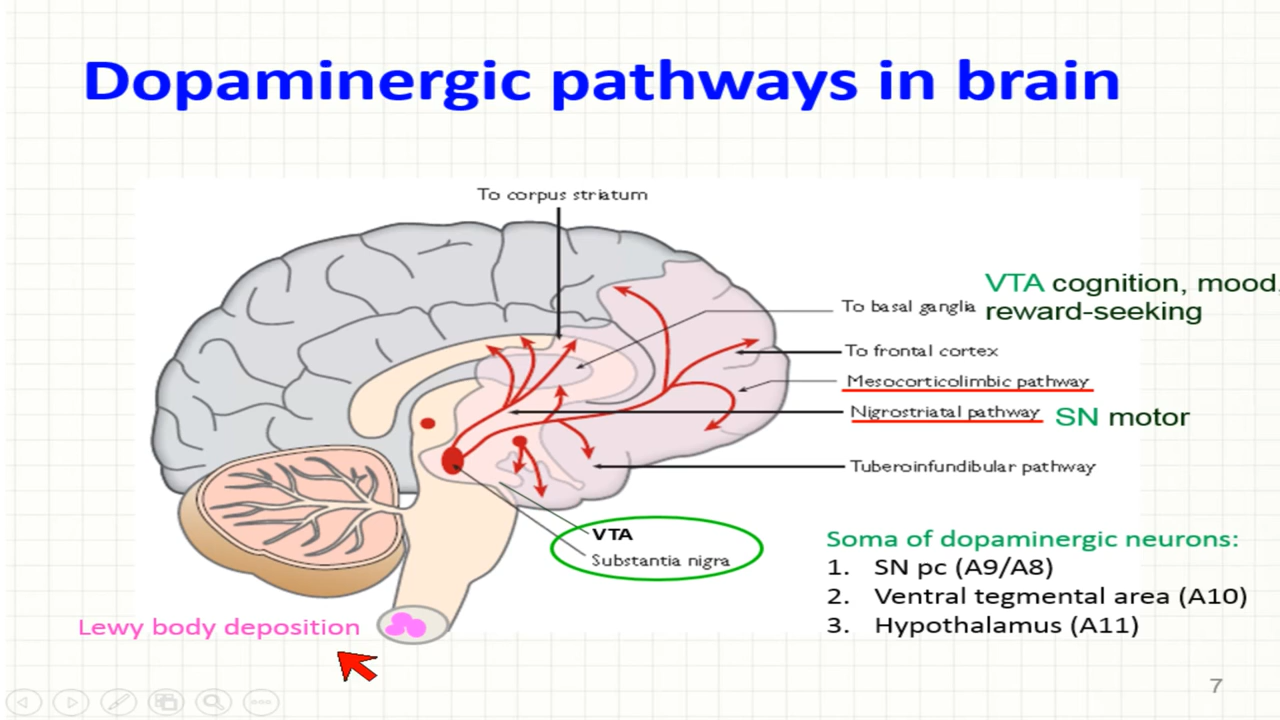 Dopaminergic pathways in brain
To corpus striatum
VTA cognition, mood,
reward-seeking
To basal ganglia
To frontal cortex
Mesocorticolimbic pathway
Nigrostriatal pathway
SN motor
Tuberoinfundibular pathway
VTA
Substantia nigra
Soma of dopaminergic neurons:
1. SN pc (A9/A8)
2. Ventral tegmental area (A10)
3. Hypothalamus (A11)
Lewy body deposition
7